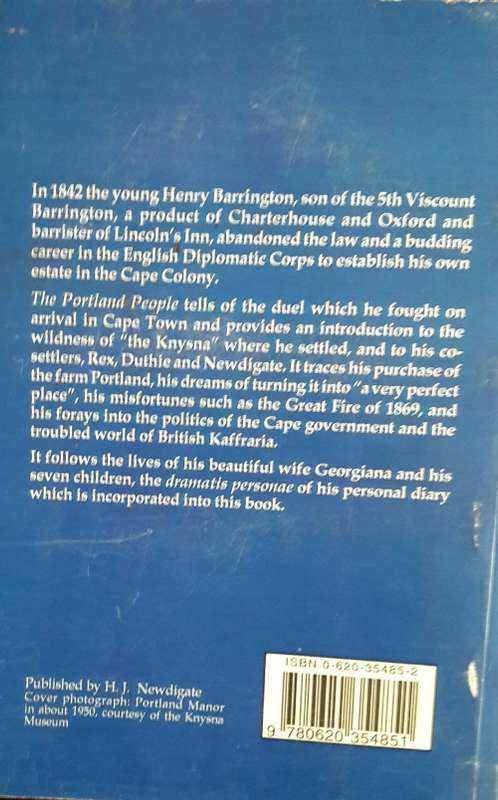 In 1842 the young Henry Barrington, son of the 5th Viscount
Barrington, a product of Charterhouse and Oxford and
barrister of Lincoln's Inn, abandoned the law and a budding
career in the English Diplomatic Corps to establish his own
estate in the Cape Colony.
The Portland People tells of the duel which he fought on
arrival in Cape Town and provides an introduction to the
wildness of "the Knysna" where he settled, and to his co-
settlers, Rex, Duthie and Newdigate. It traces his purchase of
the farm Portland, his dreams of turning it into "a very perfect
place", his misfortunes such as the Great Fire of 1869, and
his forays into the politics of the Cape government and the
troubled world of British Kaffraria.
It follows the lives of his beautiful wife Georgiana and his
seven children, the dramatis personae of his personal diary
which is incorporated into this book.
Published by H. J. Newdigate
Cover photograph: Portland Manor
in about 1950, courtesy of the Knysna
Museum
ISBN 0-620-35485-2
9 780620 354851